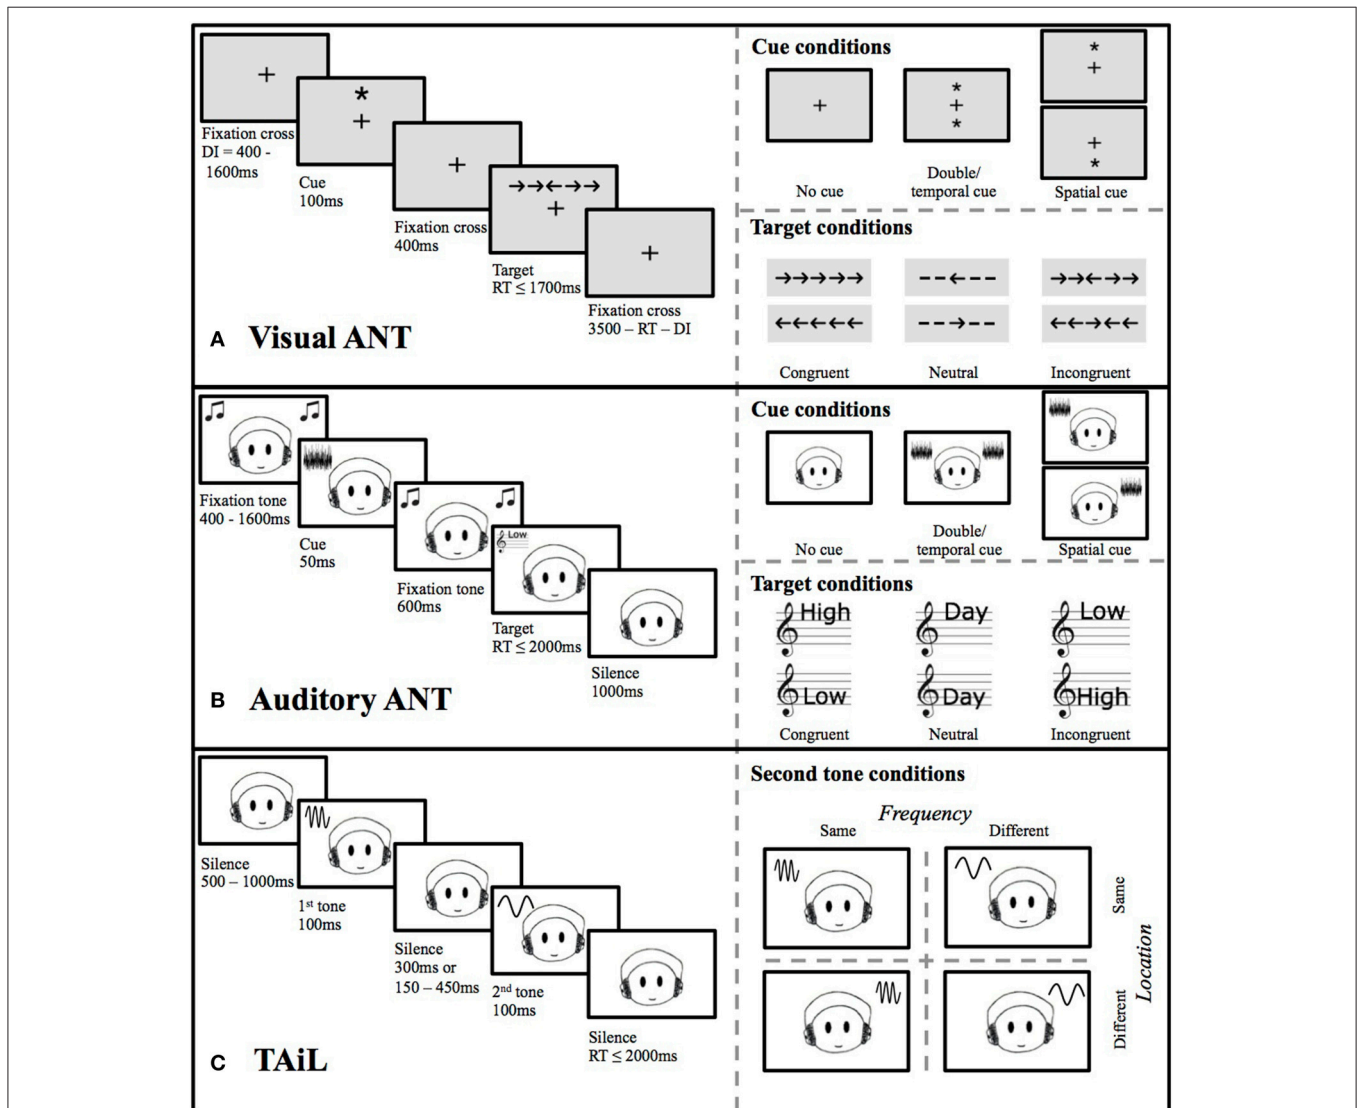 Fixation cross
DI = 400 -
1600ms
Cue
100ms
Fixation cross
400ms
Target
RT ≤ 1700ms
Fixation cross
3500 – RT – DI
A Visual ANT
Cue conditions
No cue
Double/
temporal cue
Spatial cue
Target conditions
Congruent
Neutral
Incongruent
Fixation tone
400 - 1600ms
Cue
50ms
Fixation tone
600ms
Low
Target
RT ≤ 2000ms
Silence
1000ms
B Auditory ANT
Cue conditions
No cue
Double/
temporal cue
Spatial cue
Target conditions
High Day Low
Low Day High
Congruent
Neutral
Incongruent
Silence
500 – 1000ms
1st tone
100ms
Silence
300ms or
150 – 450ms
2nd tone
100ms
Silence
RT ≤ 2000ms
C TAiL
Second tone conditions
Frequency
Same
Different
Same
Different
Location